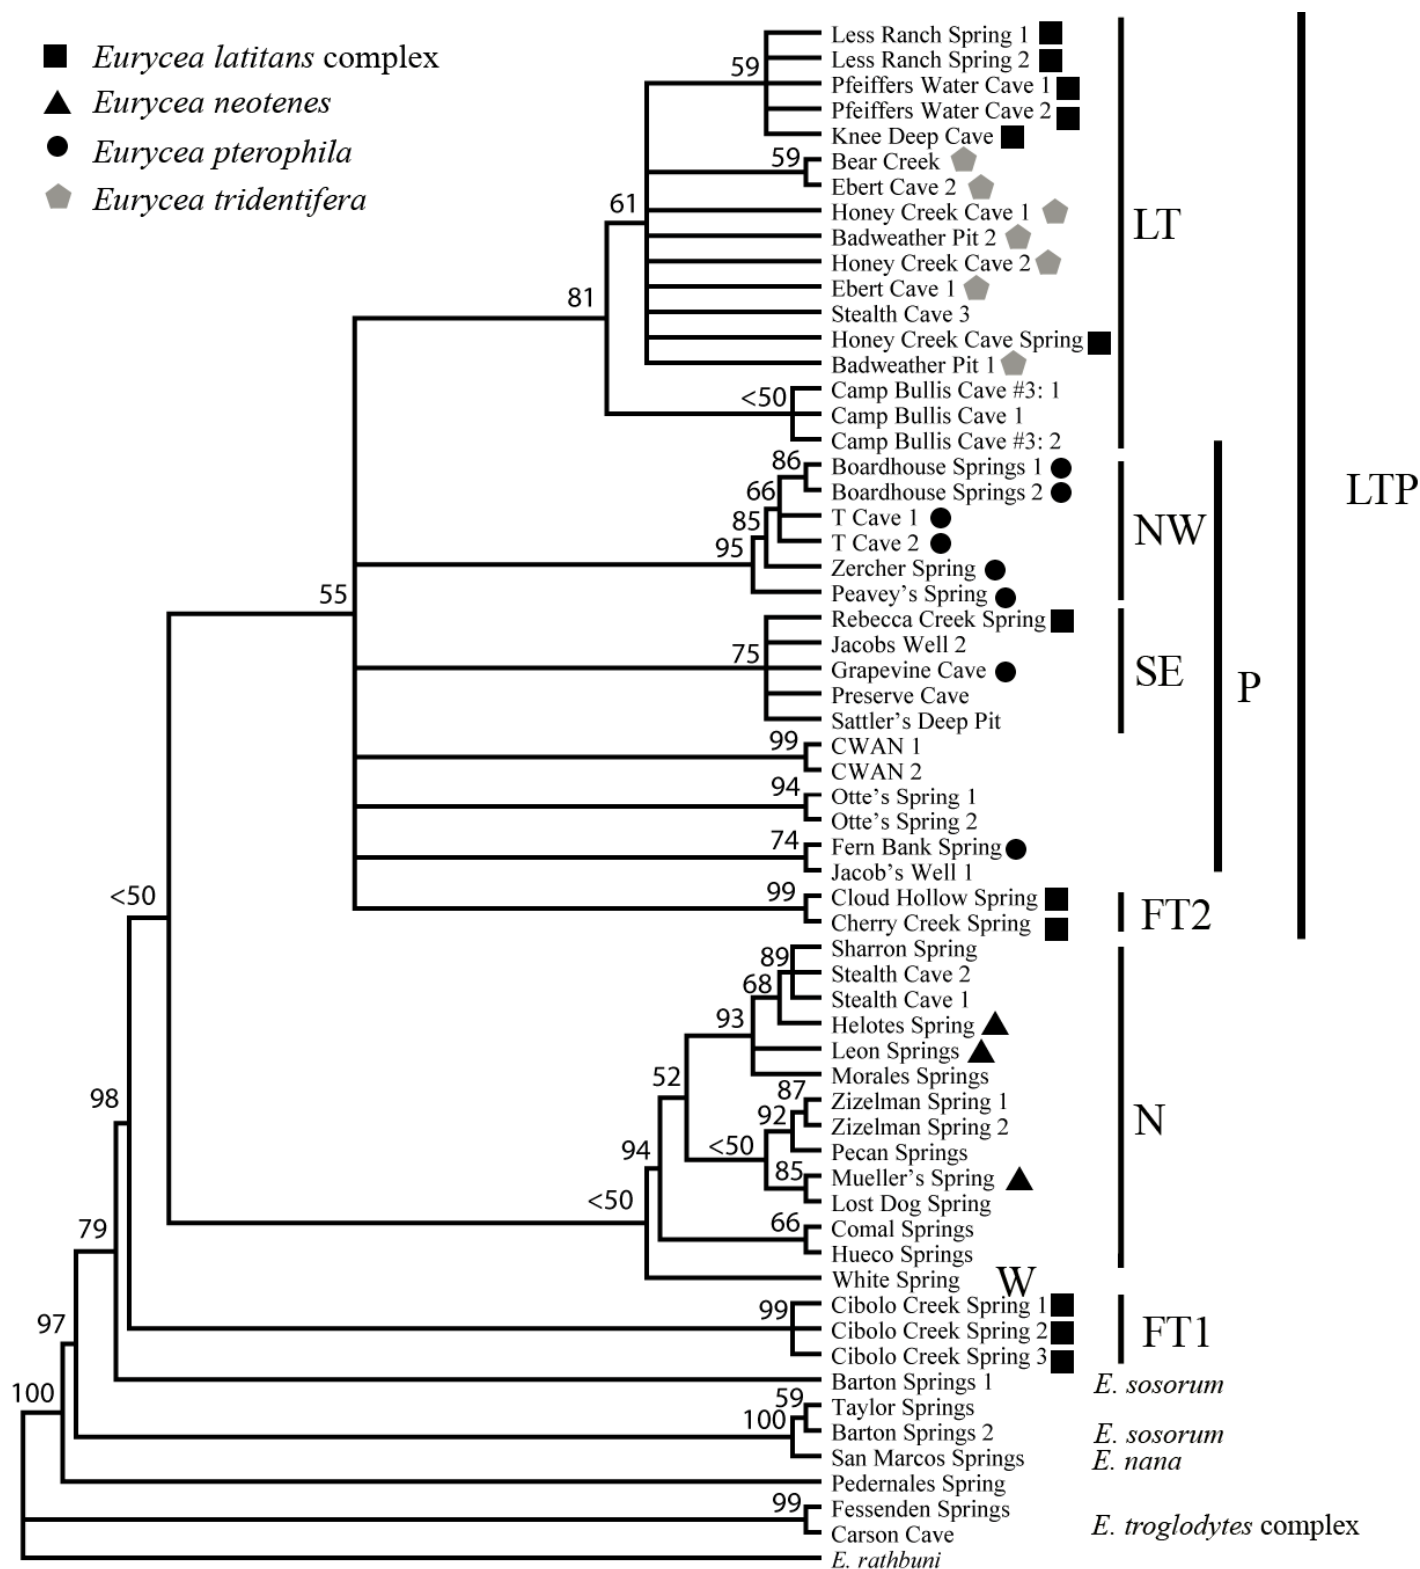 Eurycea latitans complex
Eurycea neotenes
Eurycea pterophila
Eurycea tridentifera
Less Ranch Spring 1
Less Ranch Spring 2
59
Pfeiffers Water Cave 1
Pfeiffers Water Cave 2
Knee Deep Cave
59
Bear Creek
Ebert Cave 2
61
Honey Creek Cave 1
LT
Badweather Pit 2
Honey Creek Cave 2
81
Ebert Cave 1
Stealth Cave 3
Honey Creek Cave Spring
Badweather Pit 1
<50
Camp Bullis Cave #3: 1
Camp Bullis Cave 1
Camp Bullis Cave #3: 2
86
Boardhouse Springs 1
66
Boardhouse Springs 2
LTP
85
T Cave 1
NW
95
T Cave 2
Zercher Spring
55
Peavey's Spring
Rebecca Creek Spring
Jacobs Well 2
75
Grapevine Cave
SE
P
Preserve Cave
Sattler's Deep Pit
99
CWAN 1
CWAN 2
94
Otte's Spring 1
Otte's Spring 2
74
Fern Bank Spring
Jacob's Well 1
<50
99
Cloud Hollow Spring
FT2
Cherry Creek Spring
Sharron Spring
89
Stealth Cave 2
68
Stealth Cave 1
93
Helotes Spring
Leon Springs
52
Morales Springs
87
Zizelman Spring 1
98
92
Zizelman Spring 2
N
<50
Pecan Springs
94
85
Mueller's Spring
<50
Lost Dog Spring
79
66
Comal Springs
Hueco Springs
White Spring
W
99
Cibolo Creek Spring 1
97
Cibolo Creek Spring 2
FT1
Cibolo Creek Spring 3
100
Barton Springs 1
E. sosorum
59
Taylor Springs
100
Barton Springs 2
E. sosorum
San Marcos Springs
E. nana
Pedernales Spring
99
Fessenden Springs
Carson Cave
E. troglodytes complex
E. rathbuni